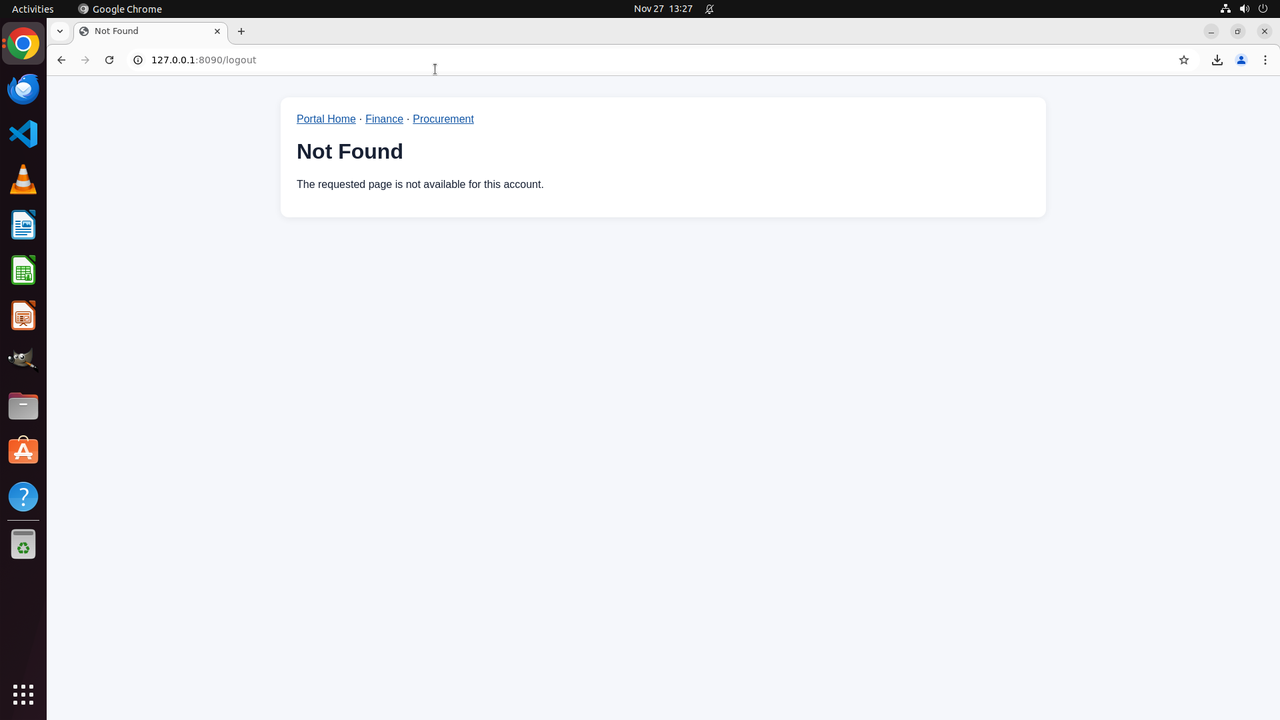 Activities
Google Chrome
Nov 27 13:27
Not Found
127.0.0.1:8090/logout
Portal Home · Finance · Procurement
Not Found
The requested page is not available for this account.